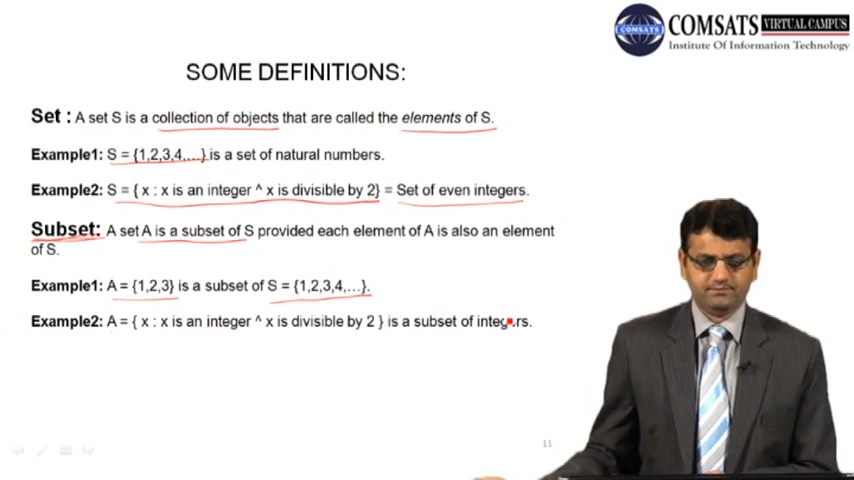 COMSATS VIRTUAL CAMPUS
COMSATS
Institute Of Information Technology
SOME DEFINITIONS:
Set : A set S is a collection of objects that are called the elements of S.
Example1: S = {1,2,3,4,…} is a set of natural numbers.
Example2: S = { x : x is an integer ^ x is divisible by 2} = Set of even integers.
Subset: A set A is a subset of S provided each element of A is also an element
of S.
Example1: A = {1,2,3} is a subset of S = {1,2,3,4,…}.
Example2: A = { x : x is an integer ^ x is divisible by 2 } is a subset of integers.
11